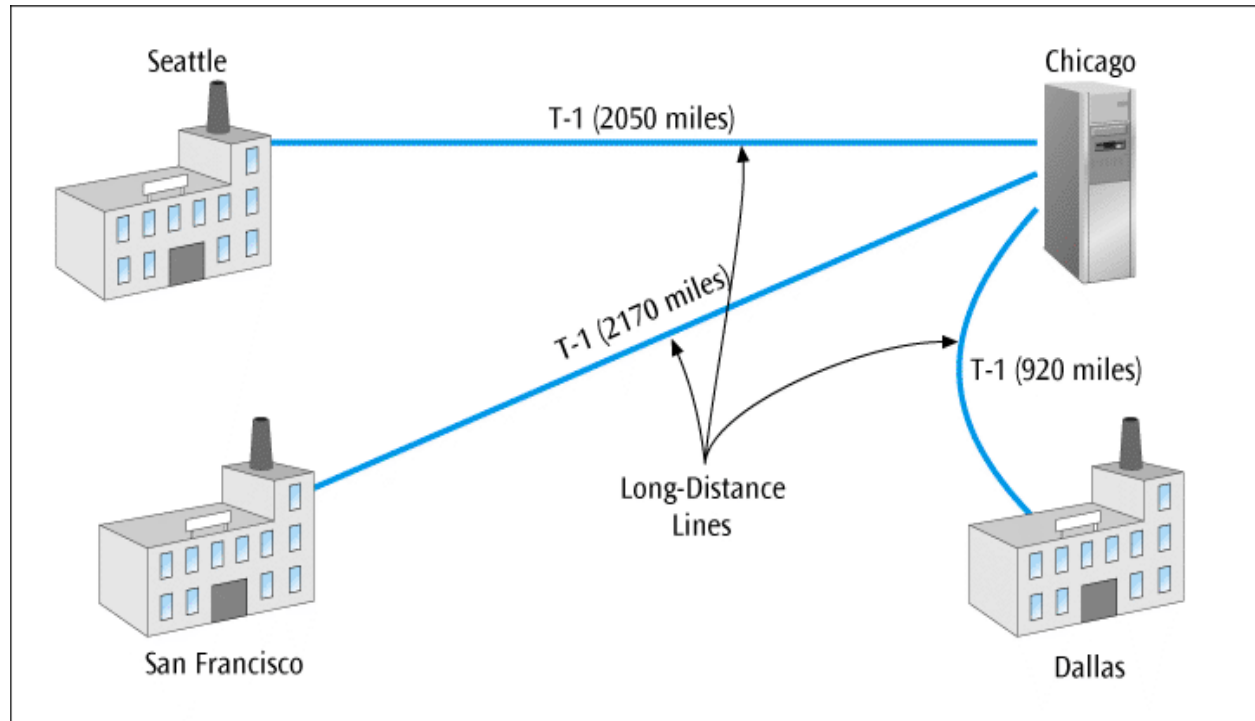 Seattle
Chicago
T-1 (2050 miles)
T-1 (2170 miles)
T-1 (920 miles)
Long-Distance
Lines
San Francisco
Dallas